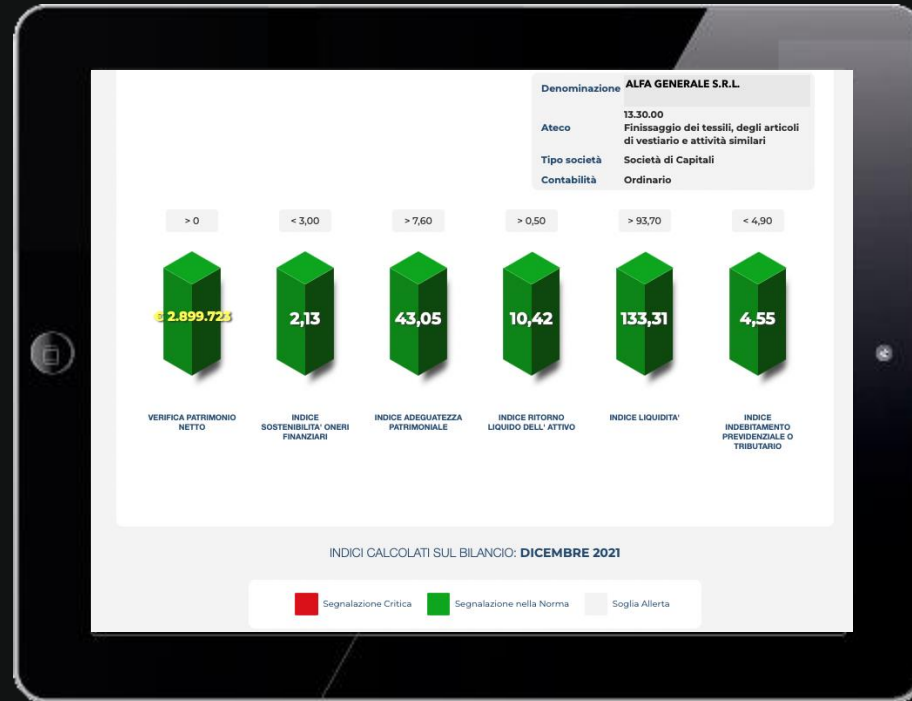 Denominazione ALFA GENERALE S.R.L.
Ateco 13.30.00
Finissaggio dei tessili, degli articoli
di vestiario e attività similari
Tipo società Società di Capitali
Contabilità Ordinario
> 0 < 3,00 > 7,60 > 0,50 > 93,70 < 4,90
€ 2.899.723 2,13 43,05 10,42 133,31 4,55
VERIFICA PATRIMONIO
NETTO
INDICE
SOSTENIBILITA' ONERI
FINANZIARI
INDICE ADEGUATEZZA
PATRIMONIALE
INDICE RITORNO
LIQUIDO DELL' ATTIVO
INDICE LIQUIDITA'
INDICE
INDEBITAMENTO
PREVIDENZIALE O
TRIBUTARIO
INDICI CALCOLATI SUL BILANCIO: DICEMBRE 2021
Segnalazione Critica Segnalazione nella Norma Soglia Allerta